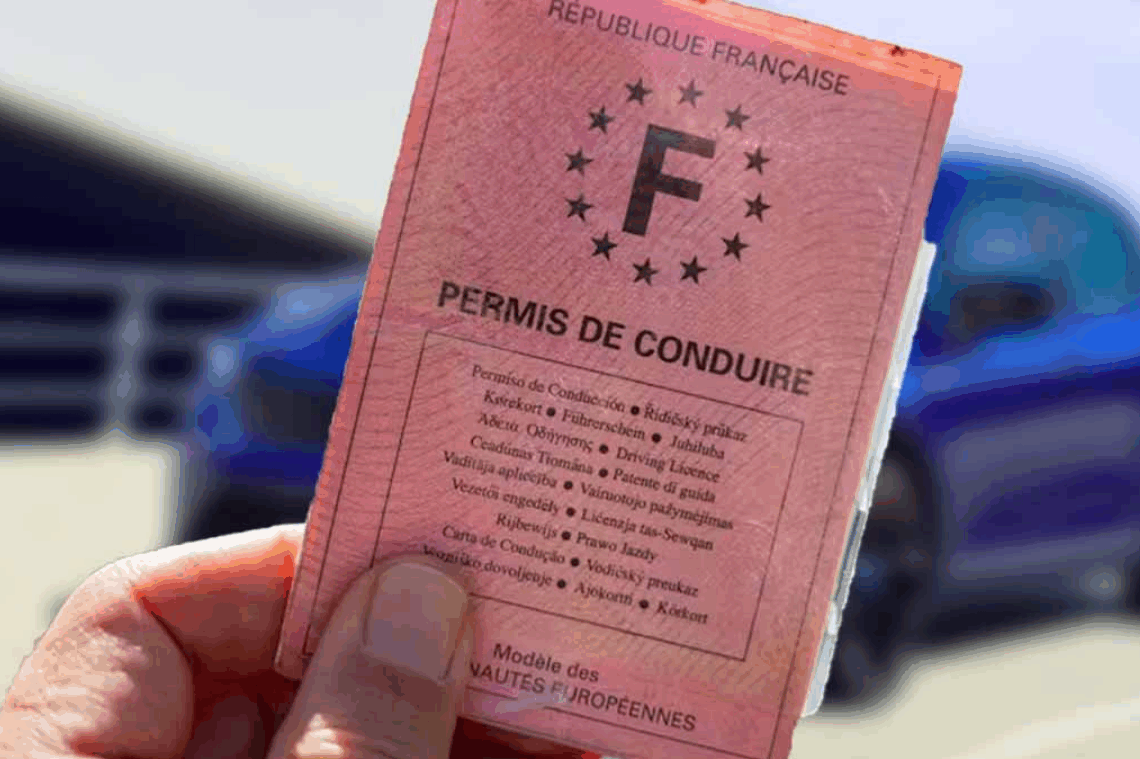 RÉPUBLIQUE FRANÇAISE
F
PERMIS DE CONDUIRE
Permiso de Conducción ● Řidičský průkaz
Kørekort ● Führerschein ● Juhiluba
Άδεια Οδήγησης ● Driving Licence
Ceadúnas Tiomána ● Patente di guida
Vadītāja apliecība ● Vairuotojo pažymėjimas
Vezetői engedély ● Liċenzja tas-Sewqan
Rijbewijs ● Prawo Jazdy
Carta de Condução ● Vodičský preukaz
Vozniško dovoljenje ● Ajokortti ● Körkort
Modèle des
NAUTÉS EUROPÉENNES